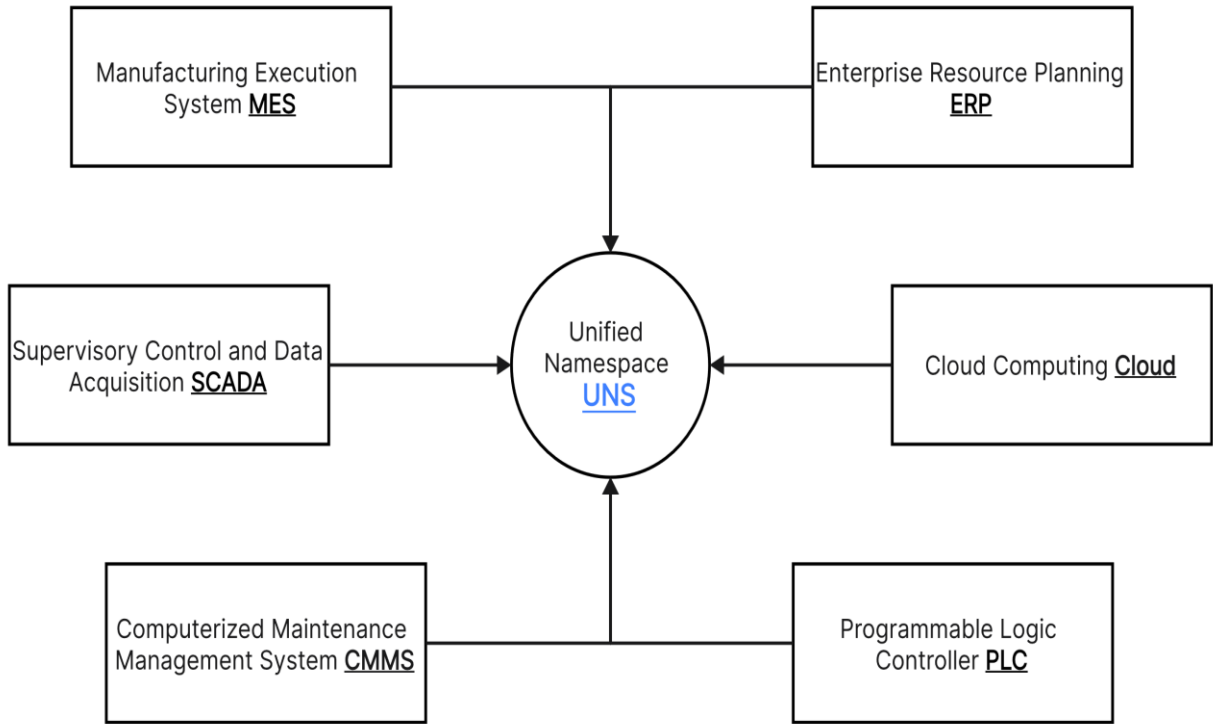 Manufacturing Execution
System MES
Enterprise Resource Planning
ERP
Supervisory Control and Data
Acquisition SCADA
Unified
Namespace
UNS
Cloud Computing Cloud
Computerized Maintenance
Management System CMMS
Programmable Logic
Controller PLC